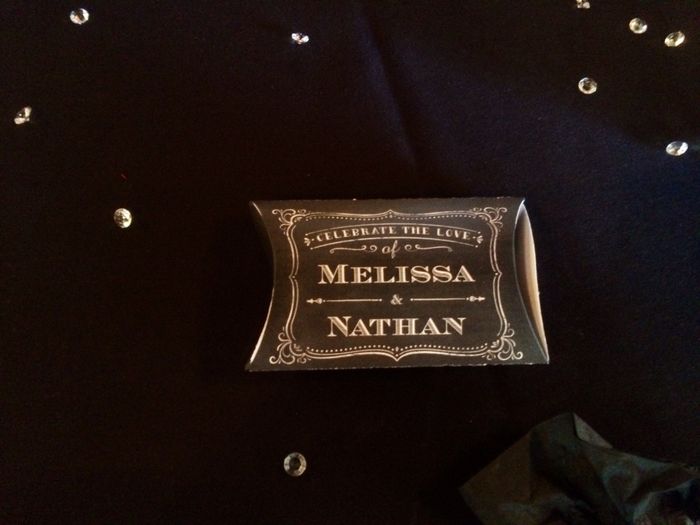 CELEBRATE THE LOVE
of
MELISSA
&
NATHAN